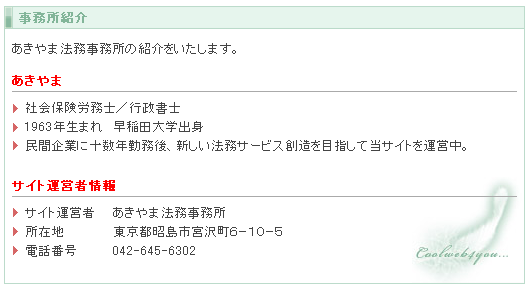 事務所紹介
あきやま法務事務所の紹介をいたします。
あきやま
社会保険労務士／行政書士
1963年生まれ　早稲田大学出身
民間企業に十数年勤務後、新しい法務サービス創造を目指して当サイトを運営中。
サイト運営者情報
サイト運営者　あきやま法務事務所
所在地　東京都昭島市宮沢町６－１０－５
電話番号　042-645-6302
Coolwebsyou...